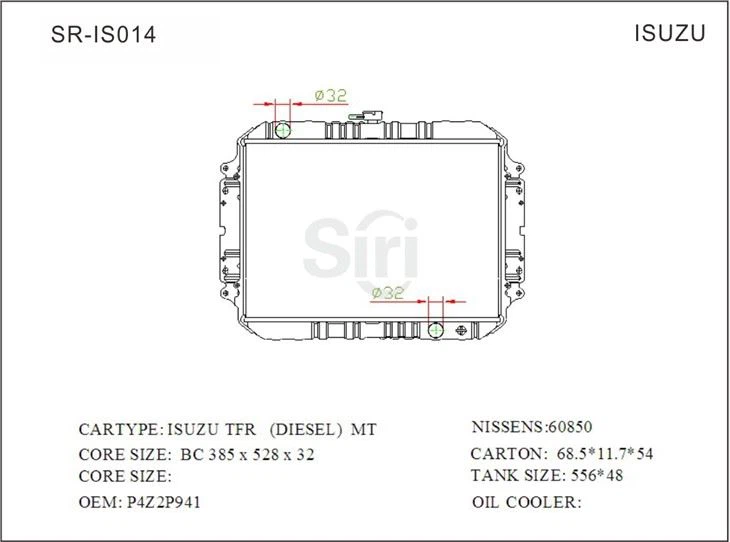 SR-IS014
ISUZU
ø32
Siri
ø32
CARTYPE: ISUZU TFR (DIESEL) MT
NISSENS:60850
CORE SIZE: BC 385 x 528 x 32
CARTON: 68.5*11.7*54
CORE SIZE:
TANK SIZE: 556*48
OEM: P4Z2P941
OIL COOLER: